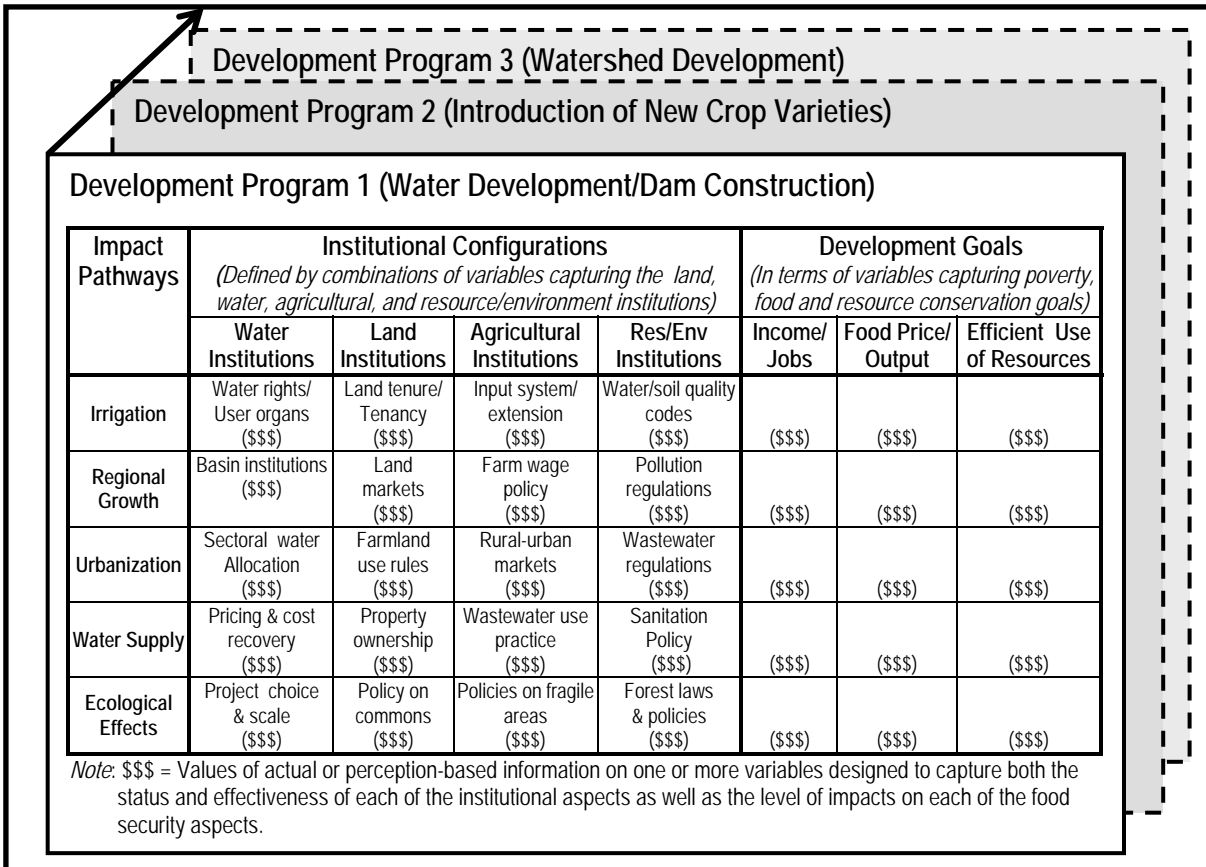 Development Program 3 (Watershed Development)
Development Program 2 (Introduction of New Crop Varieties)
Development Program 1 (Water Development/Dam Construction)
Impact
Pathways
Institutional Configurations
(Defined by combinations of variables capturing the land,
water, agricultural, and resource/environment institutions)
Development Goals
(In terms of variables capturing poverty,
food and resource conservation goals)
Water
Institutions
Land
Institutions
Agricultural
Institutions
Res/Env
Institutions
Income/
Jobs
Food Price/
Output
Efficient Use
of Resources
Irrigation
Water rights/
User organs
($$$)
Land tenure/
Tenancy
($$$)
Input system/
extension
($$$)
Water/soil quality
codes
($$$)
($$$)
($$$)
($$$)
Regional
Growth
Basin institutions
($$$)
Land
markets
($$$)
Farm wage
policy
($$$)
Pollution
regulations
($$$)
($$$)
($$$)
($$$)
Urbanization
Sectoral water
Allocation
($$$)
Farmland
use rules
($$$)
Rural-urban
markets
($$$)
Wastewater
regulations
($$$)
($$$)
($$$)
($$$)
Water Supply
Pricing & cost
recovery
($$$)
Property
ownership
($$$)
Wastewater use
practice
($$$)
Sanitation
Policy
($$$)
($$$)
($$$)
($$$)
Ecological
Effects
Project choice
& scale
($$$)
Policy on
commons
($$$)
Policies on fragile
areas
($$$)
Forest laws
& policies
($$$)
($$$)
($$$)
($$$)
Note: $$$ = Values of actual or perception-based information on one or more variables designed to capture both the
status and effectiveness of each of the institutional aspects as well as the level of impacts on each of the food
security aspects.